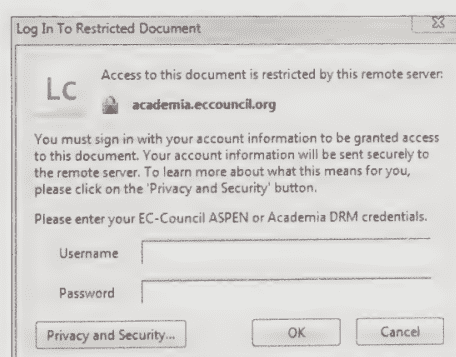 Log In To Restricted Document
Lc
Access to this document is restricted by this remote server:
academia.eccouncil.org
You must sign in with your account information to be granted access
to this document. Your account information will be sent securely to
the remote server. To learn more about what this means for you,
please click on the 'Privacy and Security' button.
Please enter your EC-Council ASPEN or Academia DRM credentials.
Username
Password
Privacy and Security...
OK
Cancel